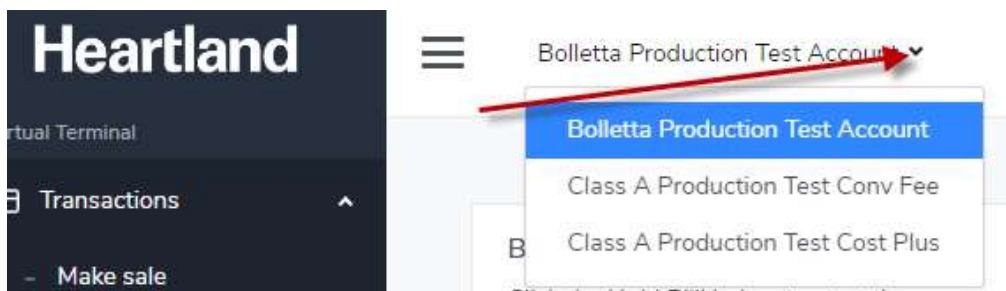 Heartland
Bolletta Production Test Account
rtual Terminal
Transactions
Make sale
Bolletta Production Test Account
Class A Production Test Conv Fee
Class A Production Test Cost Plus
B